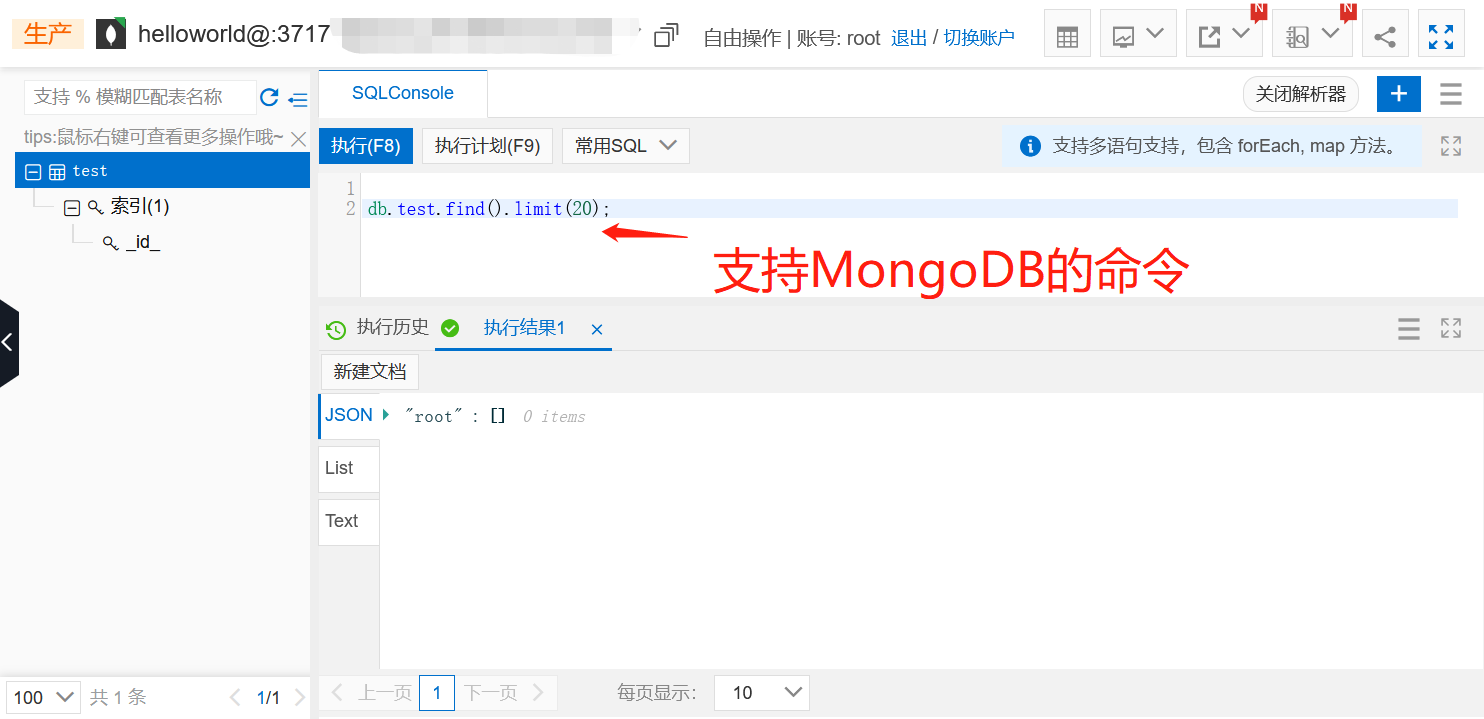 生产 helloworld@:3717 自由操作 | 账号: root 退出 / 切换账户
N N
支持 % 模糊匹配表名称
SQLConsole
关闭解析器
+
tips:鼠标右键可查看更多操作哦~
执行(F8) 执行计划(F9) 常用SQL
支持多语句支持，包含 forEach, map 方法。
test
索引(1)
_id_
1
2 db.test.find().limit(20);
支持MongoDB的命令
执行历史 执行结果1 ×
新建文档
JSON "root" : [] 0 items
List
Text
100 共 1 条 1/1
上一页 1 下一页 每页显示： 10